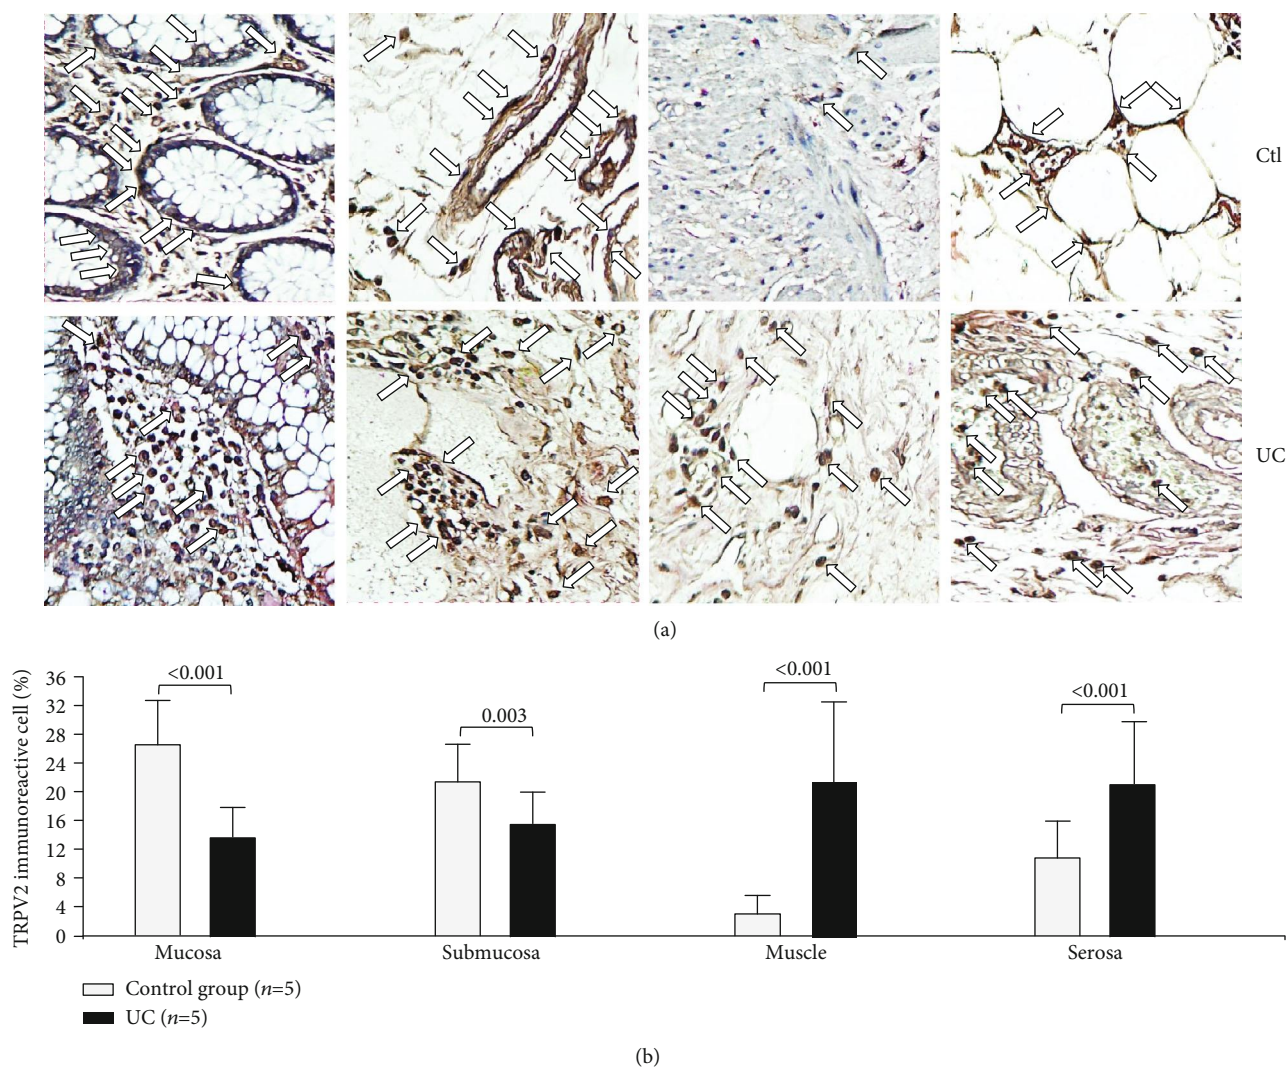 Ctl
UC
(a)
TRPV2 immunoreactive cell (%)
36
32
28
24
20
16
12
8
4
0
<0.001
0.003
<0.001
<0.001
Mucosa
Submucosa
Muscle
Serosa
Control group (n=5)
UC (n=5)
(b)